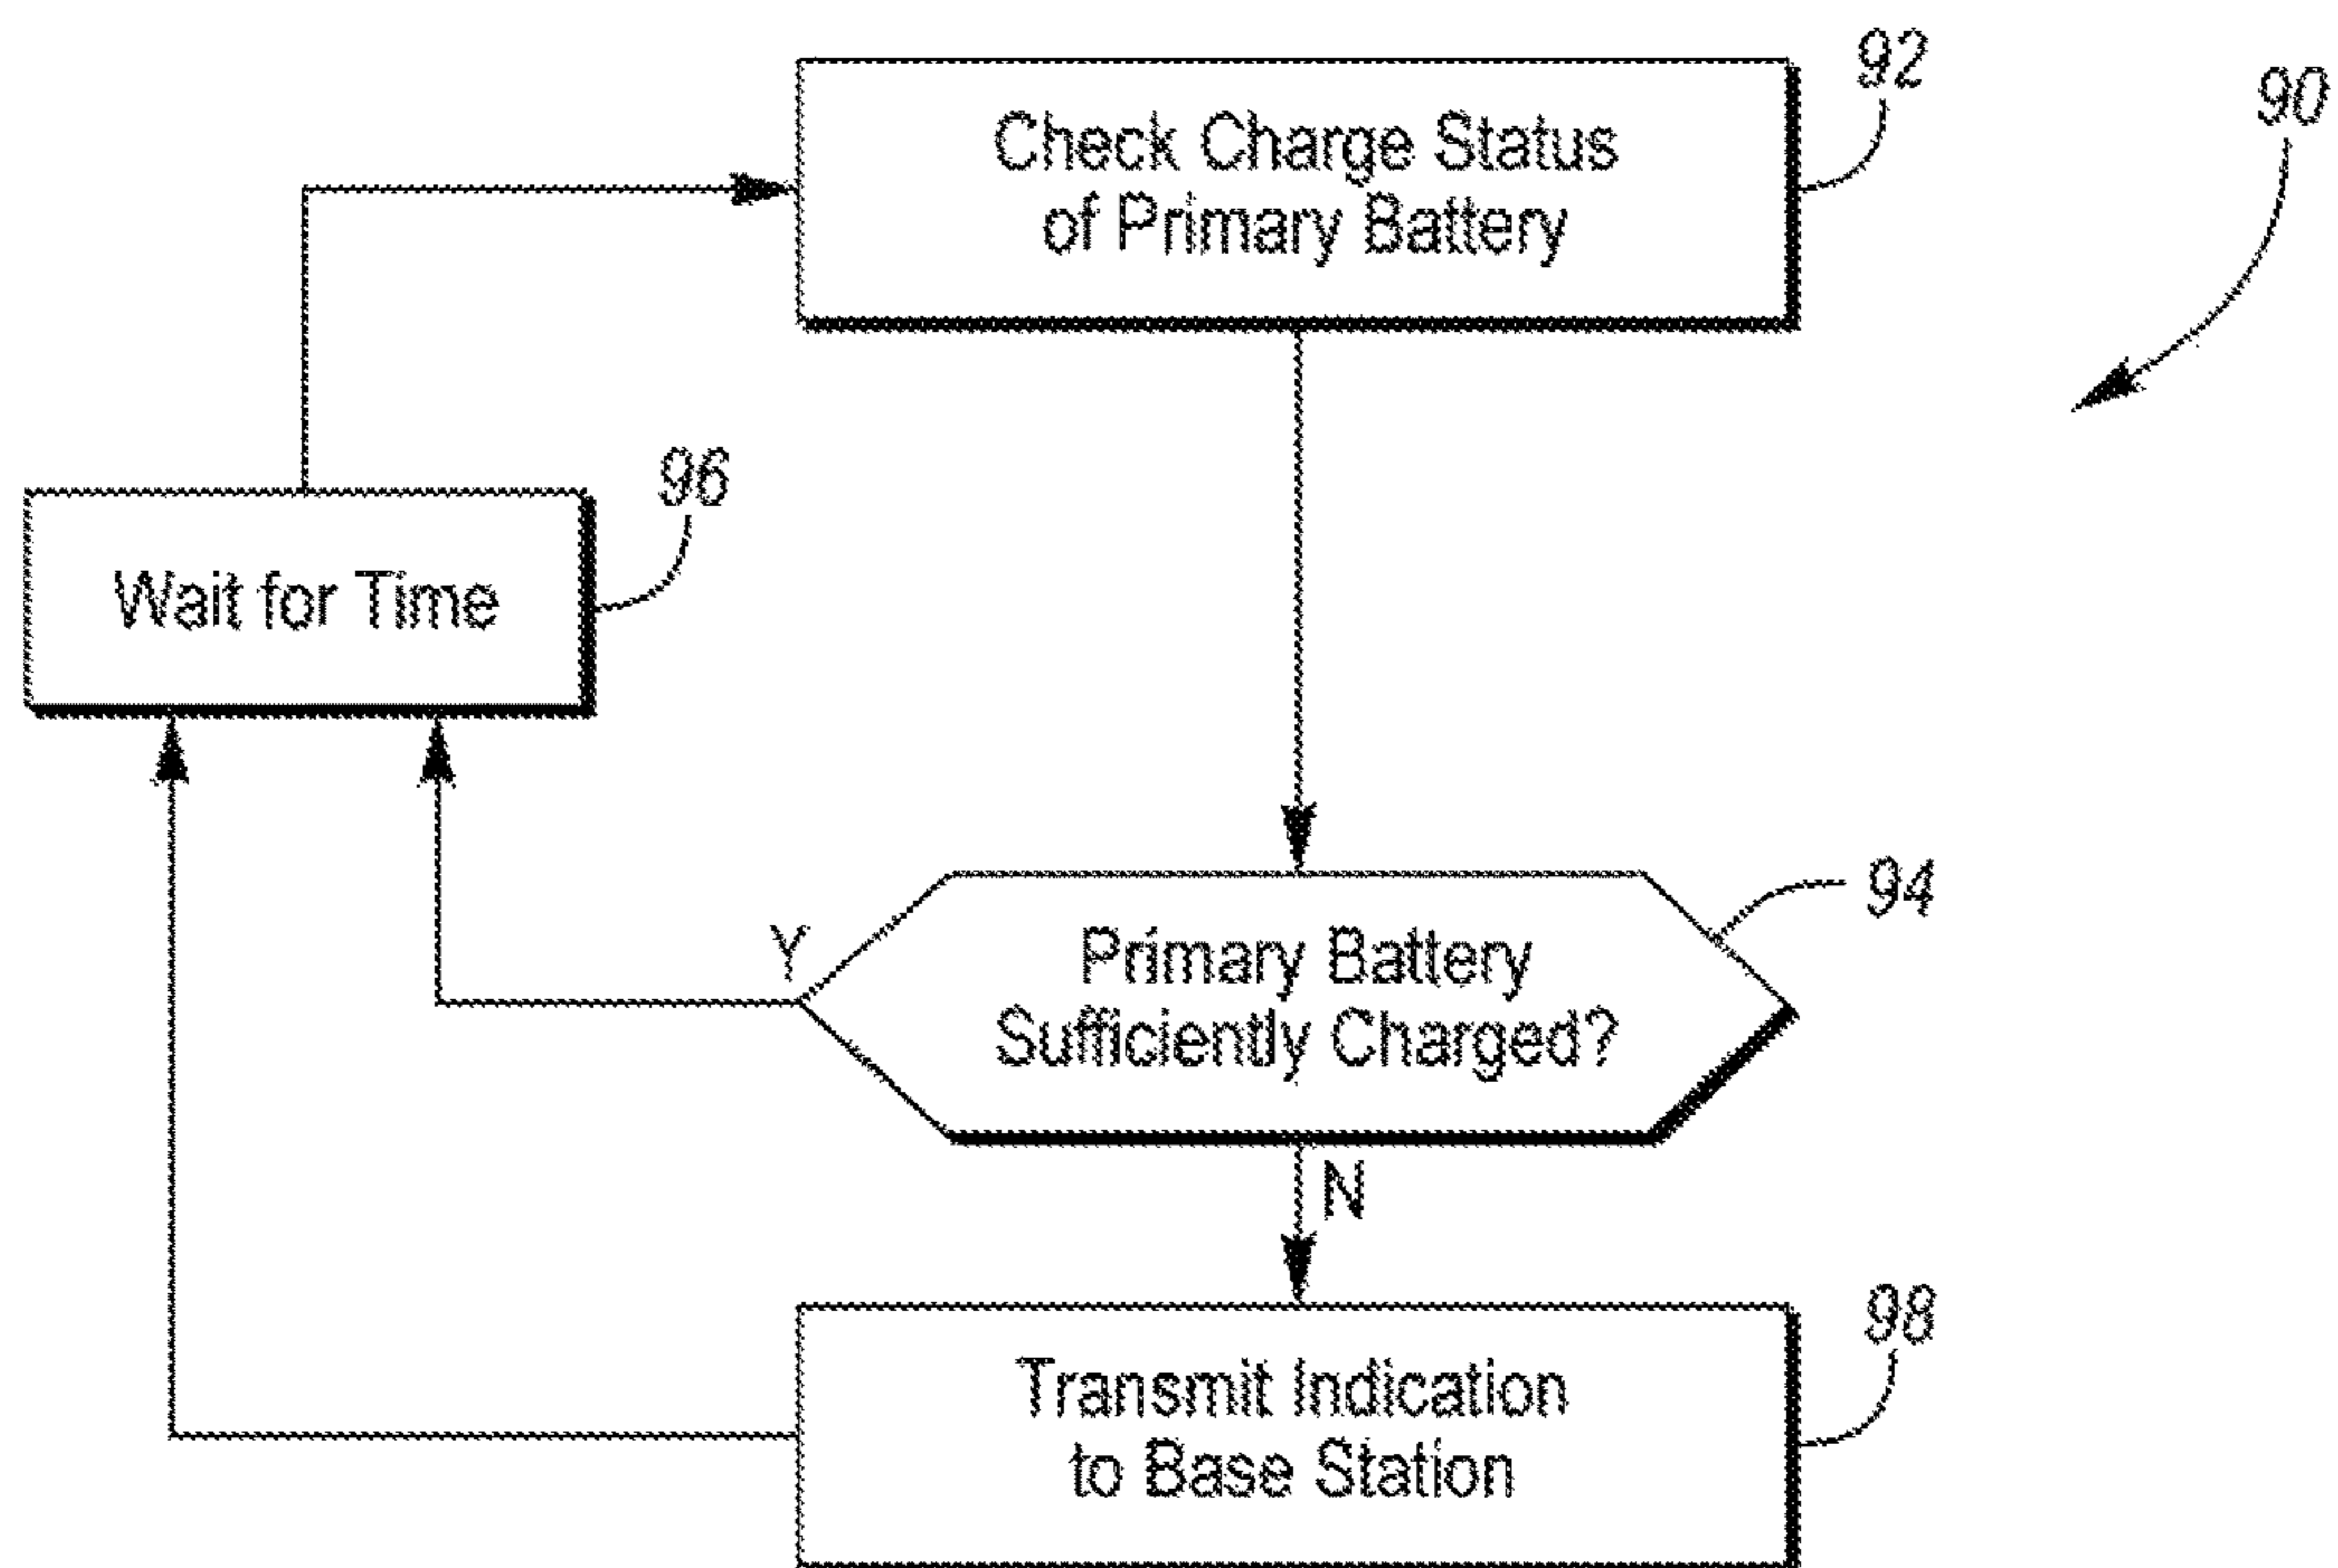 92
90
Check Charge Status
of Primary Battery
96
Wait for Time
94
Y
Primary Battery
Sufficiently Charged?
N
98
Transmit Indication
to Base Station